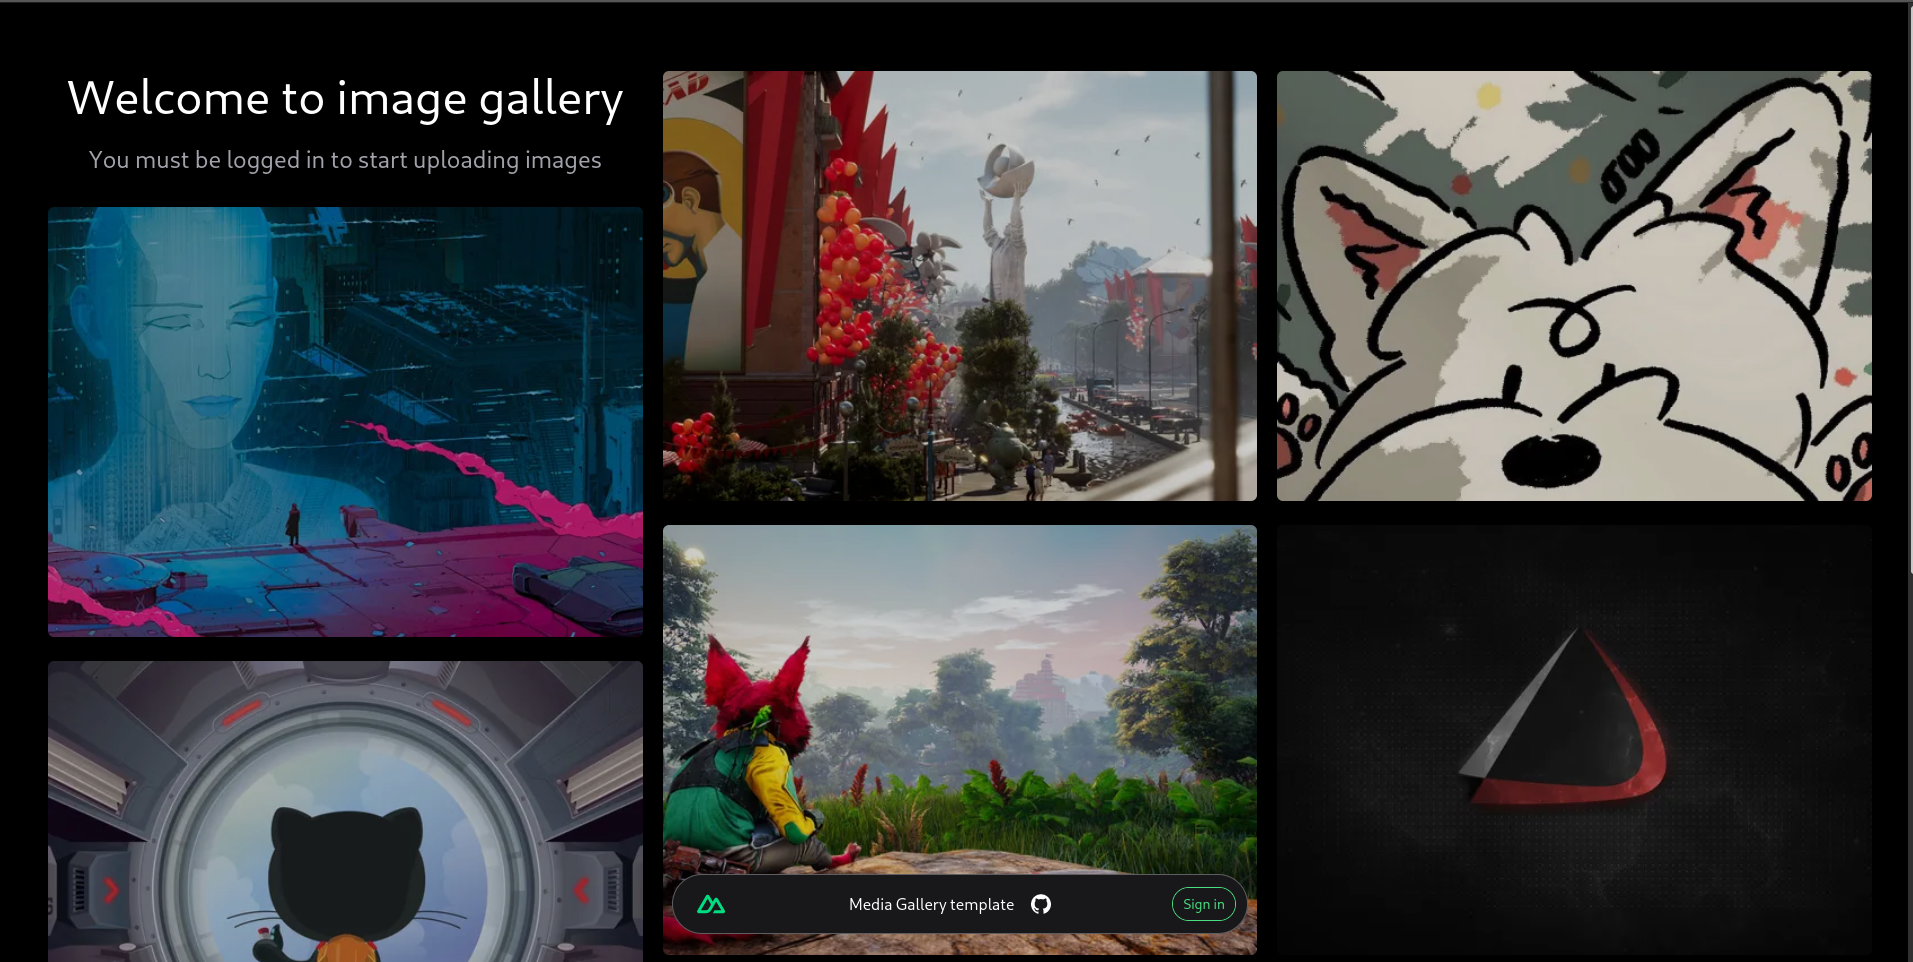 Welcome to image gallery
You must be logged in to start uploading images
Media Gallery template
Sign in